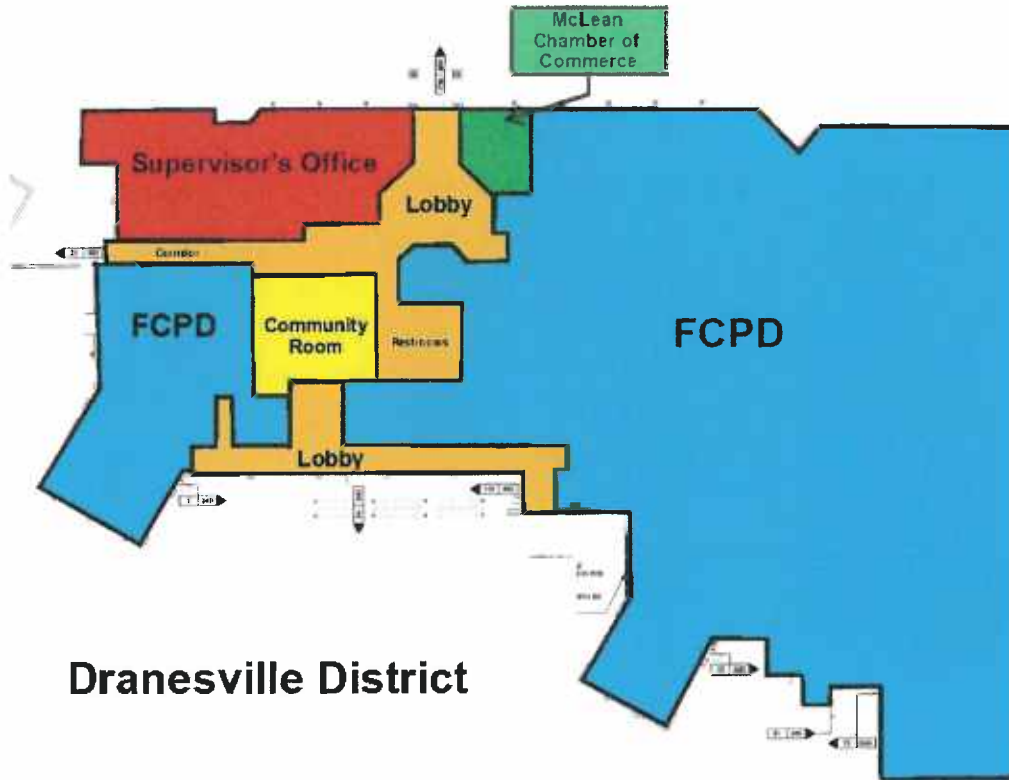 McLean
Chamber of
Commerce
Supervisor's Office
Lobby
Corridor
FCPD
Community
Room
Restrooms
FCPD
Lobby
Dranesville District